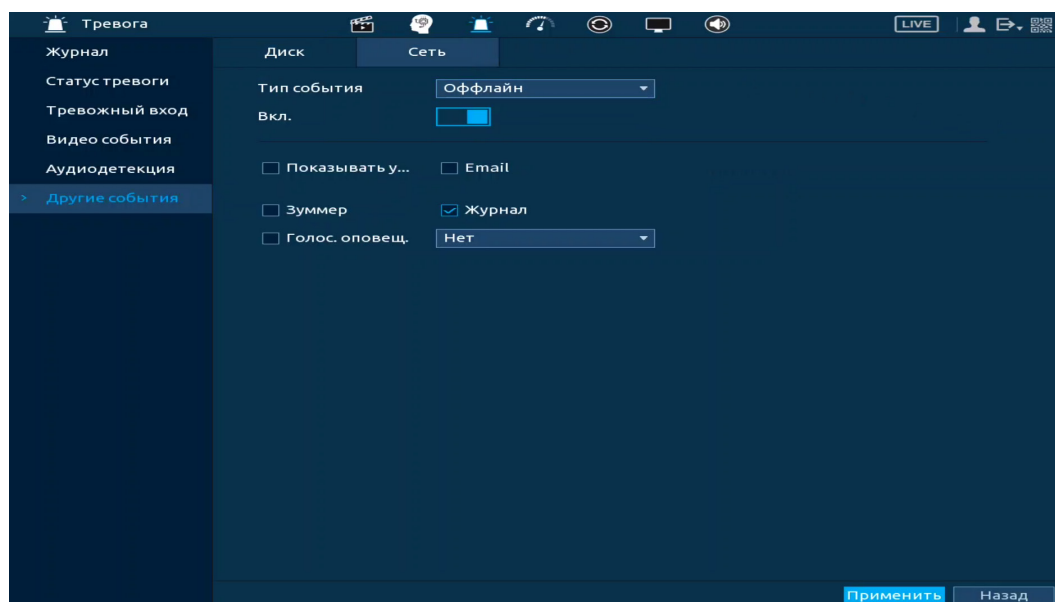 Тревога
LIVE
Журнал
Диск
Сеть
Статус тревоги
Тип события
Оффлайн
Тревожный вход
Вкл.
Видео события
Аудиодетекция
Показывать у...
Email
> Другие события
Зуммер
Журнал
Голос. оповещ.
Нет
Применить
Назад